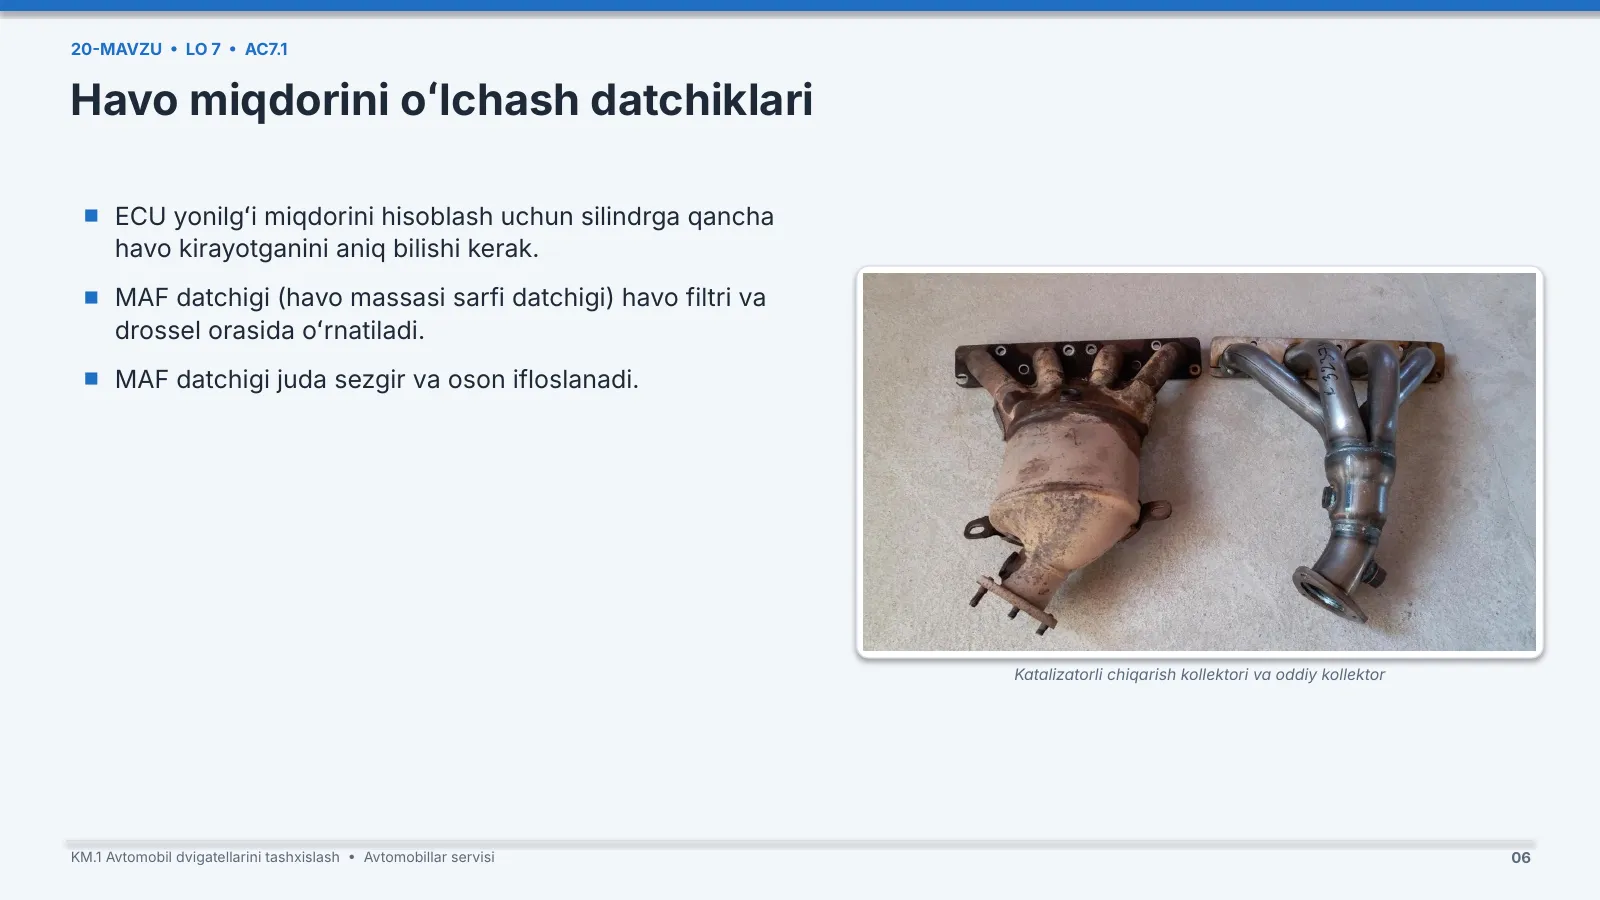 20-MAVZU • LO 7 • AC7.1
Havo miqdorini oʻlchash datchiklari
ECU yonilgʻi miqdorini hisoblash uchun silindrga qancha
havo kirayotganini aniq bilishi kerak.
MAF datchigi (havo massasi sarfi datchigi) havo filtri va
drossel orasida oʻrnatiladi.
MAF datchigi juda sezgir va oson ifloslanadi.
Katalizatorli chiqarish kollektori va oddiy kollektor
KM.1 Avtomobil dvigatellarini tashxislash • Avtomobillar servisi
06